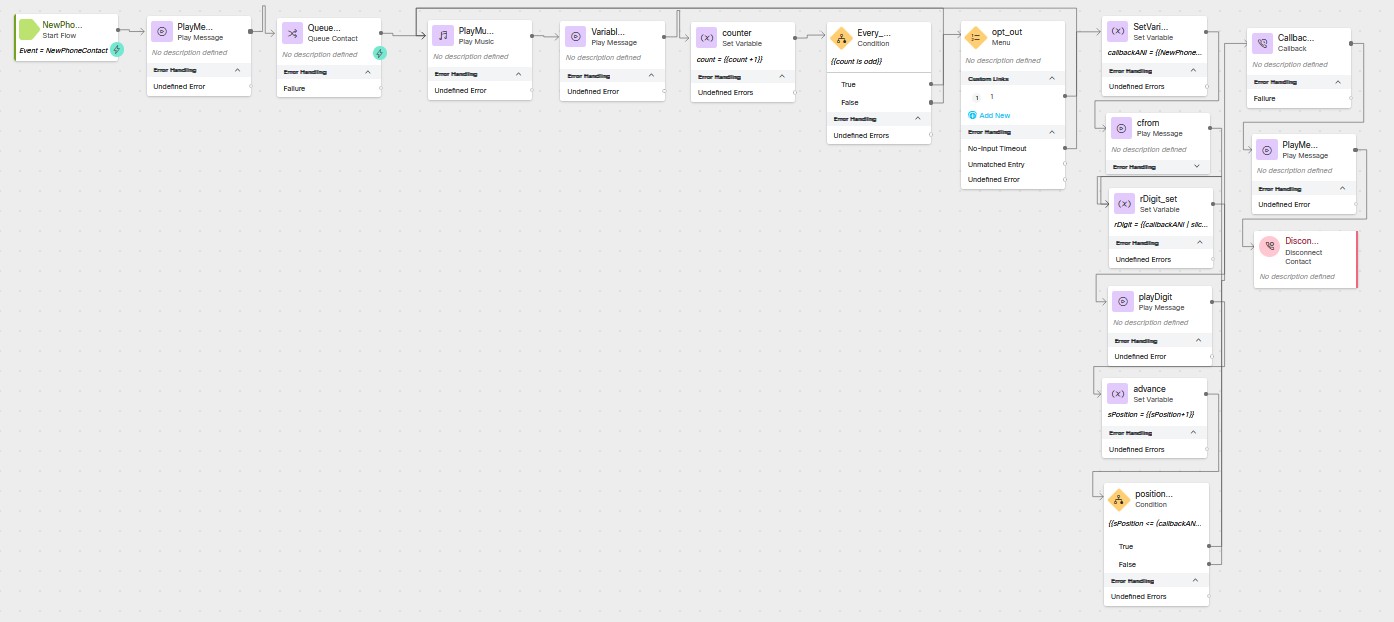 NewPho...
Start Flow
Event = NewPhoneContact
PlayMe...
Play Message
No description defined
Error Handling
Undefined Error
Queue...
Queue Contact
No description defined
Error Handling
Failure
PlayMu...
Play Music
No description defined
Error Handling
Undefined Error
Variabl...
Play Message
No description defined
Error Handling
Undefined Error
counter
Set Variable
count = {{count +1}}
Error Handling
Undefined Errors
Every_...
Condition
{{count is odd}}
True
False
Error Handling
Undefined Errors
opt_out
Menu
No description defined
Custom Links
1 1
Add New
Error Handling
No-Input Timeout
Unmatched Entry
Undefined Error
SetVari...
Set Variable
callbackANI = {{NewPhone...
Error Handling
Undefined Errors
cfrom
Play Message
No description defined
Error Handling
rDigit_set
Set Variable
rDigit = {{callbackANI | slic...
Error Handling
Undefined Errors
playDigit
Play Message
No description defined
Error Handling
Undefined Error
advance
Set Variable
sPosition = {{sPosition+1}}
Error Handling
Undefined Errors
position...
Condition
{{sPosition <= (callbackAN...
True
False
Error Handling
Undefined Errors
Callbac...
Callback
No description defined
Error Handling
Failure
PlayMe...
Play Message
No description defined
Error Handling
Undefined Error
Discon...
Disconnect
Contact
No description defined